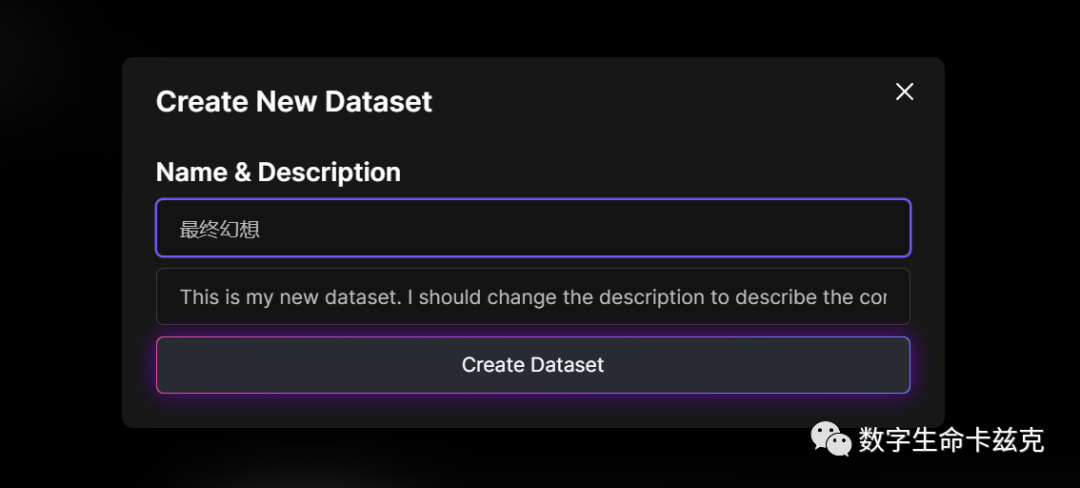 Create New Dataset
Name & Description
最终幻想
This is my new dataset. I should change the description to describe the cor
Create Dataset
数字生命卡兹克